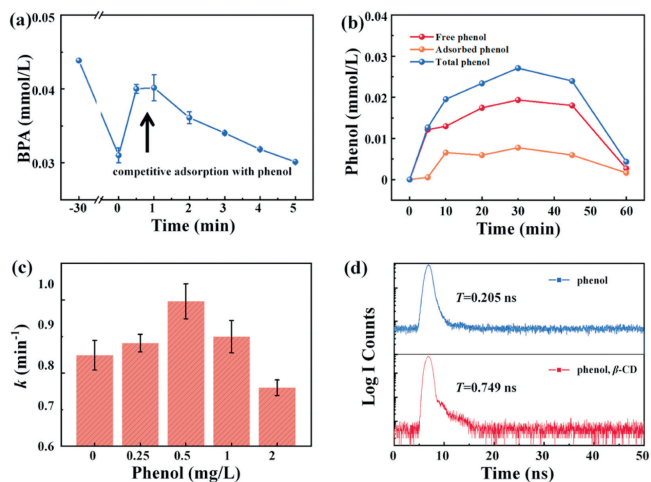 (a)
0.05
0.04
0.03
BPA (mmol/L)
competitive adsorption with phenol
-30 0 1 2 3 4 5
Time (min)
(b)
Free phenol
Adsorbed phenol
Total phenol
0.04
0.03
0.02
0.01
0.00
Phenol (mmol/L)
0 10 20 30 40 50 60
Time (min)
(c)
1.0
0.8
0.8
0.6
k (min⁻¹)
0 0.25 0.5 1 2
Phenol (mg/L)
(d)
phenol
T=0.205 ns
phenol, β-CD
T=0.749 ns
Log I Counts
0 10 20 30 40 50
Time (ns)